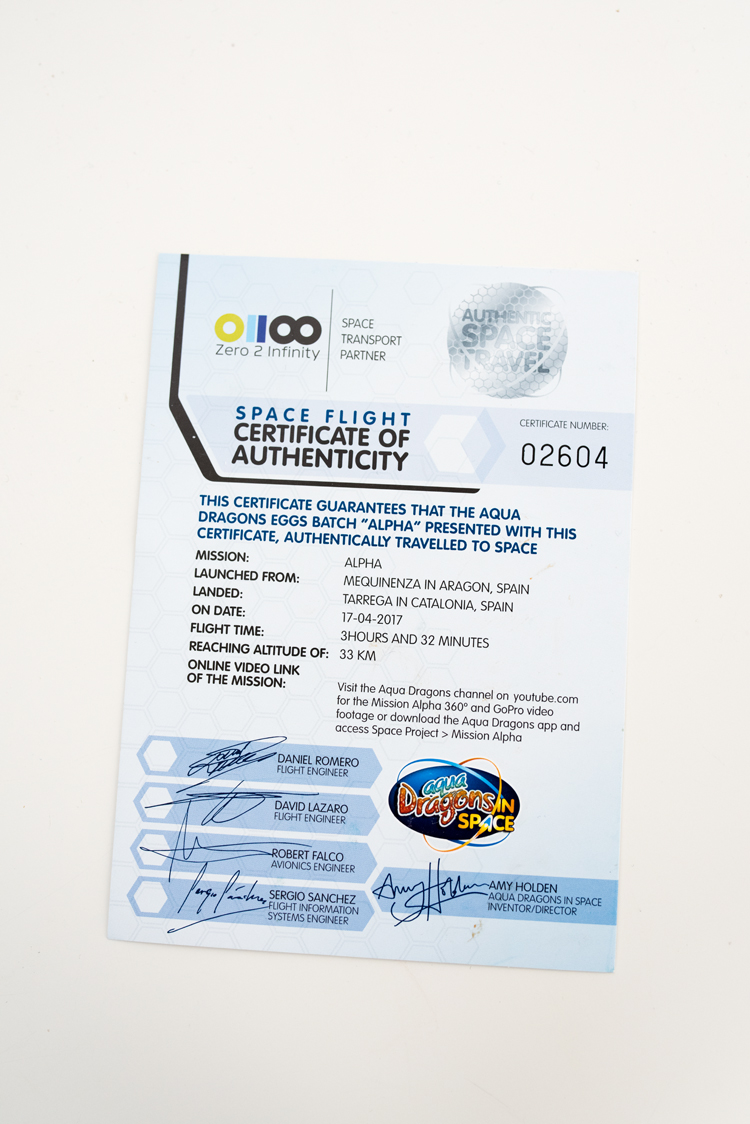 Zero 2 Infinity
SPACE
TRANSPORT
PARTNER
AUTHENTIC
SPACE
TRAVEL
SPACE FLIGHT
CERTIFICATE OF
AUTHENTICITY
CERTIFICATE NUMBER:
02604
THIS CERTIFICATE GUARANTEES THAT THE AQUA
DRAGONS EGGS BATCH "ALPHA" PRESENTED WITH THIS
CERTIFICATE, AUTHENTICALLY TRAVELLED TO SPACE
MISSION: ALPHA
LAUNCHED FROM: MEQUINENZA IN ARAGON, SPAIN
LANDED: TARREGA IN CATALONIA, SPAIN
ON DATE: 17-04-2017
FLIGHT TIME: 3HOURS AND 32 MINUTES
REACHING ALTITUDE OF: 33 KM
ONLINE VIDEO LINK
OF THE MISSION:
Visit the Aqua Dragons channel on youtube.com
for the Mission Alpha 360º and GoPro video
footage or download the Aqua Dragons app and
access Space Project > Mission Alpha
DANIEL ROMERO
FLIGHT ENGINEER
DAVID LAZARO
FLIGHT ENGINEER
ROBERT FALCO
AVIONICS ENGINEER
Sergio Sánchez
SERGIO SANCHEZ
FLIGHT INFORMATION
SYSTEMS ENGINEER
aqua
Dragons IN
SPACE
Amy Holden
AMY HOLDEN
AQUA DRAGONS IN SPACE
INVENTOR/DIRECTOR